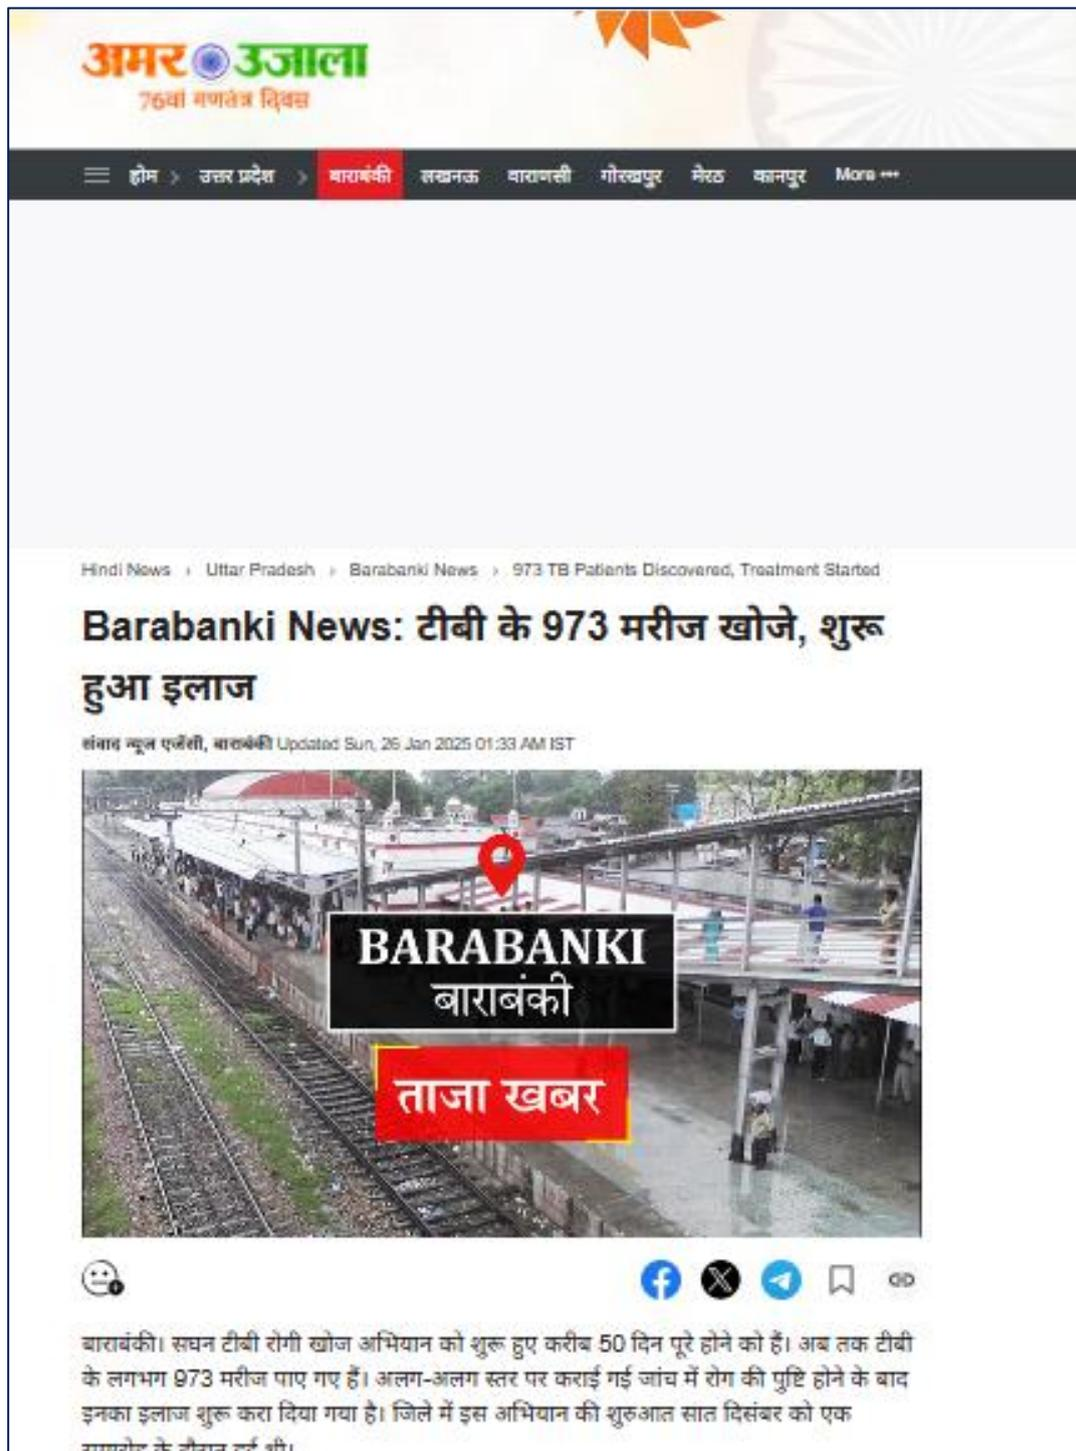 अमर उजाला
76वां गणतंत्र दिवस
होम > उत्तर प्रदेश > बाराबंकी लखनऊ वाराणसी गोरखपुर मेरठ कानपुर More •••
Hindi News › Uttar Pradesh › Barabanki News › 973 TB Patients Discovered, Treatment Started
Barabanki News: टीबी के 973 मरीज खोजे, शुरू
हुआ इलाज
संवाद न्यूज एजेंसी, बाराबंकी Updated Sun, 26 Jan 2025 01:33 AM IST
BARABANKI
बाराबंकी
ताजा खबर
बाराबंकी। सघन टीबी रोगी खोज अभियान को शुरू हुए करीब 50 दिन पूरे होने को हैं। अब तक टीबी
के लगभग 973 मरीज पाए गए हैं। अलग-अलग स्तर पर कराई गई जांच में रोग की पुष्टि होने के बाद
इनका इलाज शुरू करा दिया गया है। जिले में इस अभियान की शुरुआत सात दिसंबर को एक
के दौरान हुई थी।